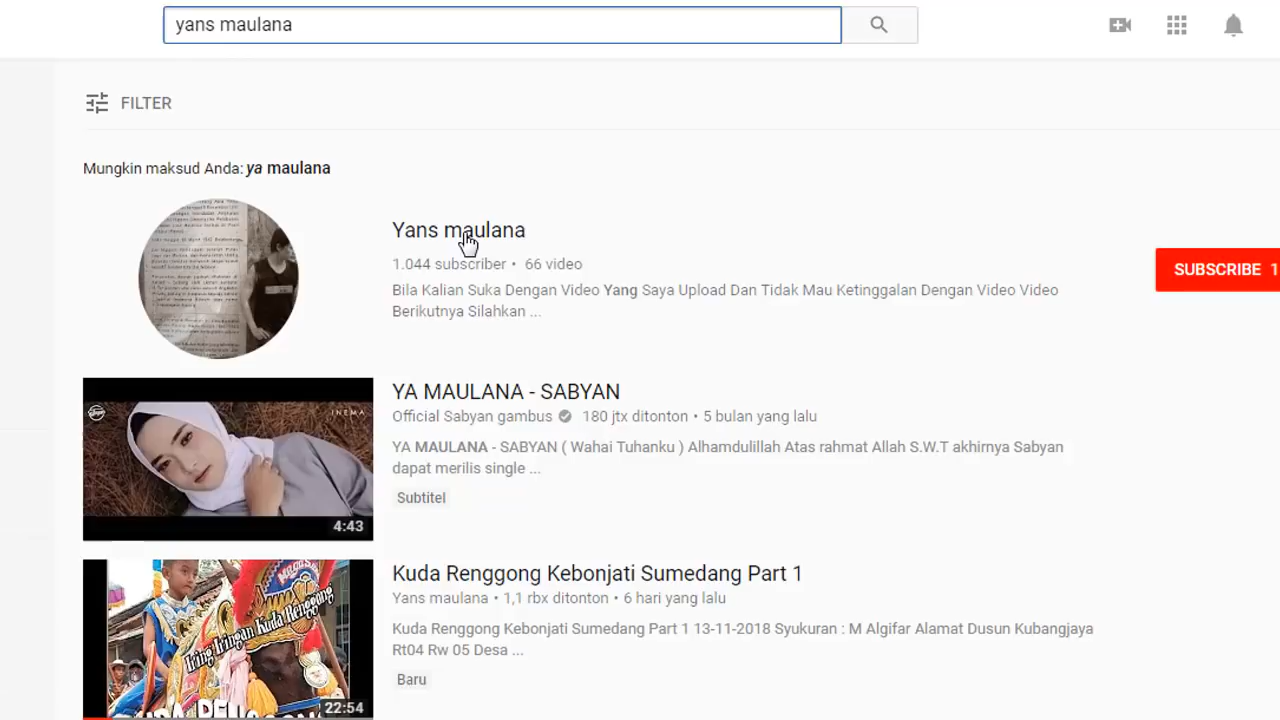 yans maulana
FILTER
Mungkin maksud Anda: ya maulana
Yans maulana
1.044 subscriber • 66 video
SUBSCRIBE 1
Bila Kalian Suka Dengan Video Yang Saya Upload Dan Tidak Mau Ketinggalan Dengan Video Video
Berikutnya Silahkan ...
YA MAULANA - SABYAN
INEMA
Official Sabyan gambus 180 jtx ditonton • 5 bulan yang lalu
YA MAULANA - SABYAN ( Wahai Tuhanku ) Alhamdulillah Atas rahmat Allah S.W.T akhirnya Sabyan
dapat merilis single ...
Subtitel
4:43
Kuda Renggong Kebonjati Sumedang Part 1
Yans maulana • 1,1 rbx ditonton • 6 hari yang lalu
Iring Iringan Kuda Renggong
Kuda Renggong Kebonjati Sumedang Part 1 13-11-2018 Syukuran : M Algifar Alamat Dusun Kubangjaya
Rt04 Rw 05 Desa ...
Baru
22:54